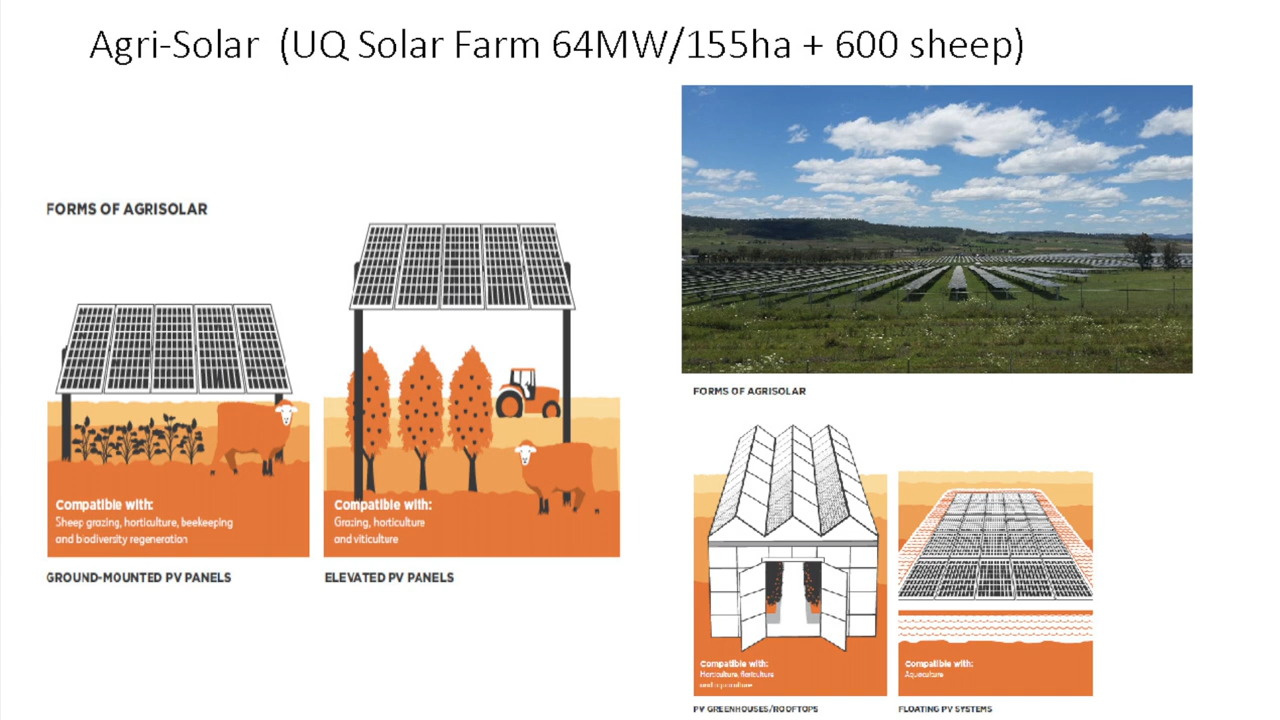 Agri-Solar (UQ Solar Farm 64MW/155ha + 600 sheep)
FORMS OF AGRISOLAR
Compatible with:
Sheep grazing, horticulture, beekeeping
and biodiversity regeneration
GROUND-MOUNTED PV PANELS
Compatible with:
Grazing, horticulture
and viticulture
ELEVATED PV PANELS
FORMS OF AGRISOLAR
Compatible with:
Horticulture, floriculture
PV GREENHOUSES/ROOFTOPS
Compatible with:
Aquaculture
FLOATING PV SYSTEMS